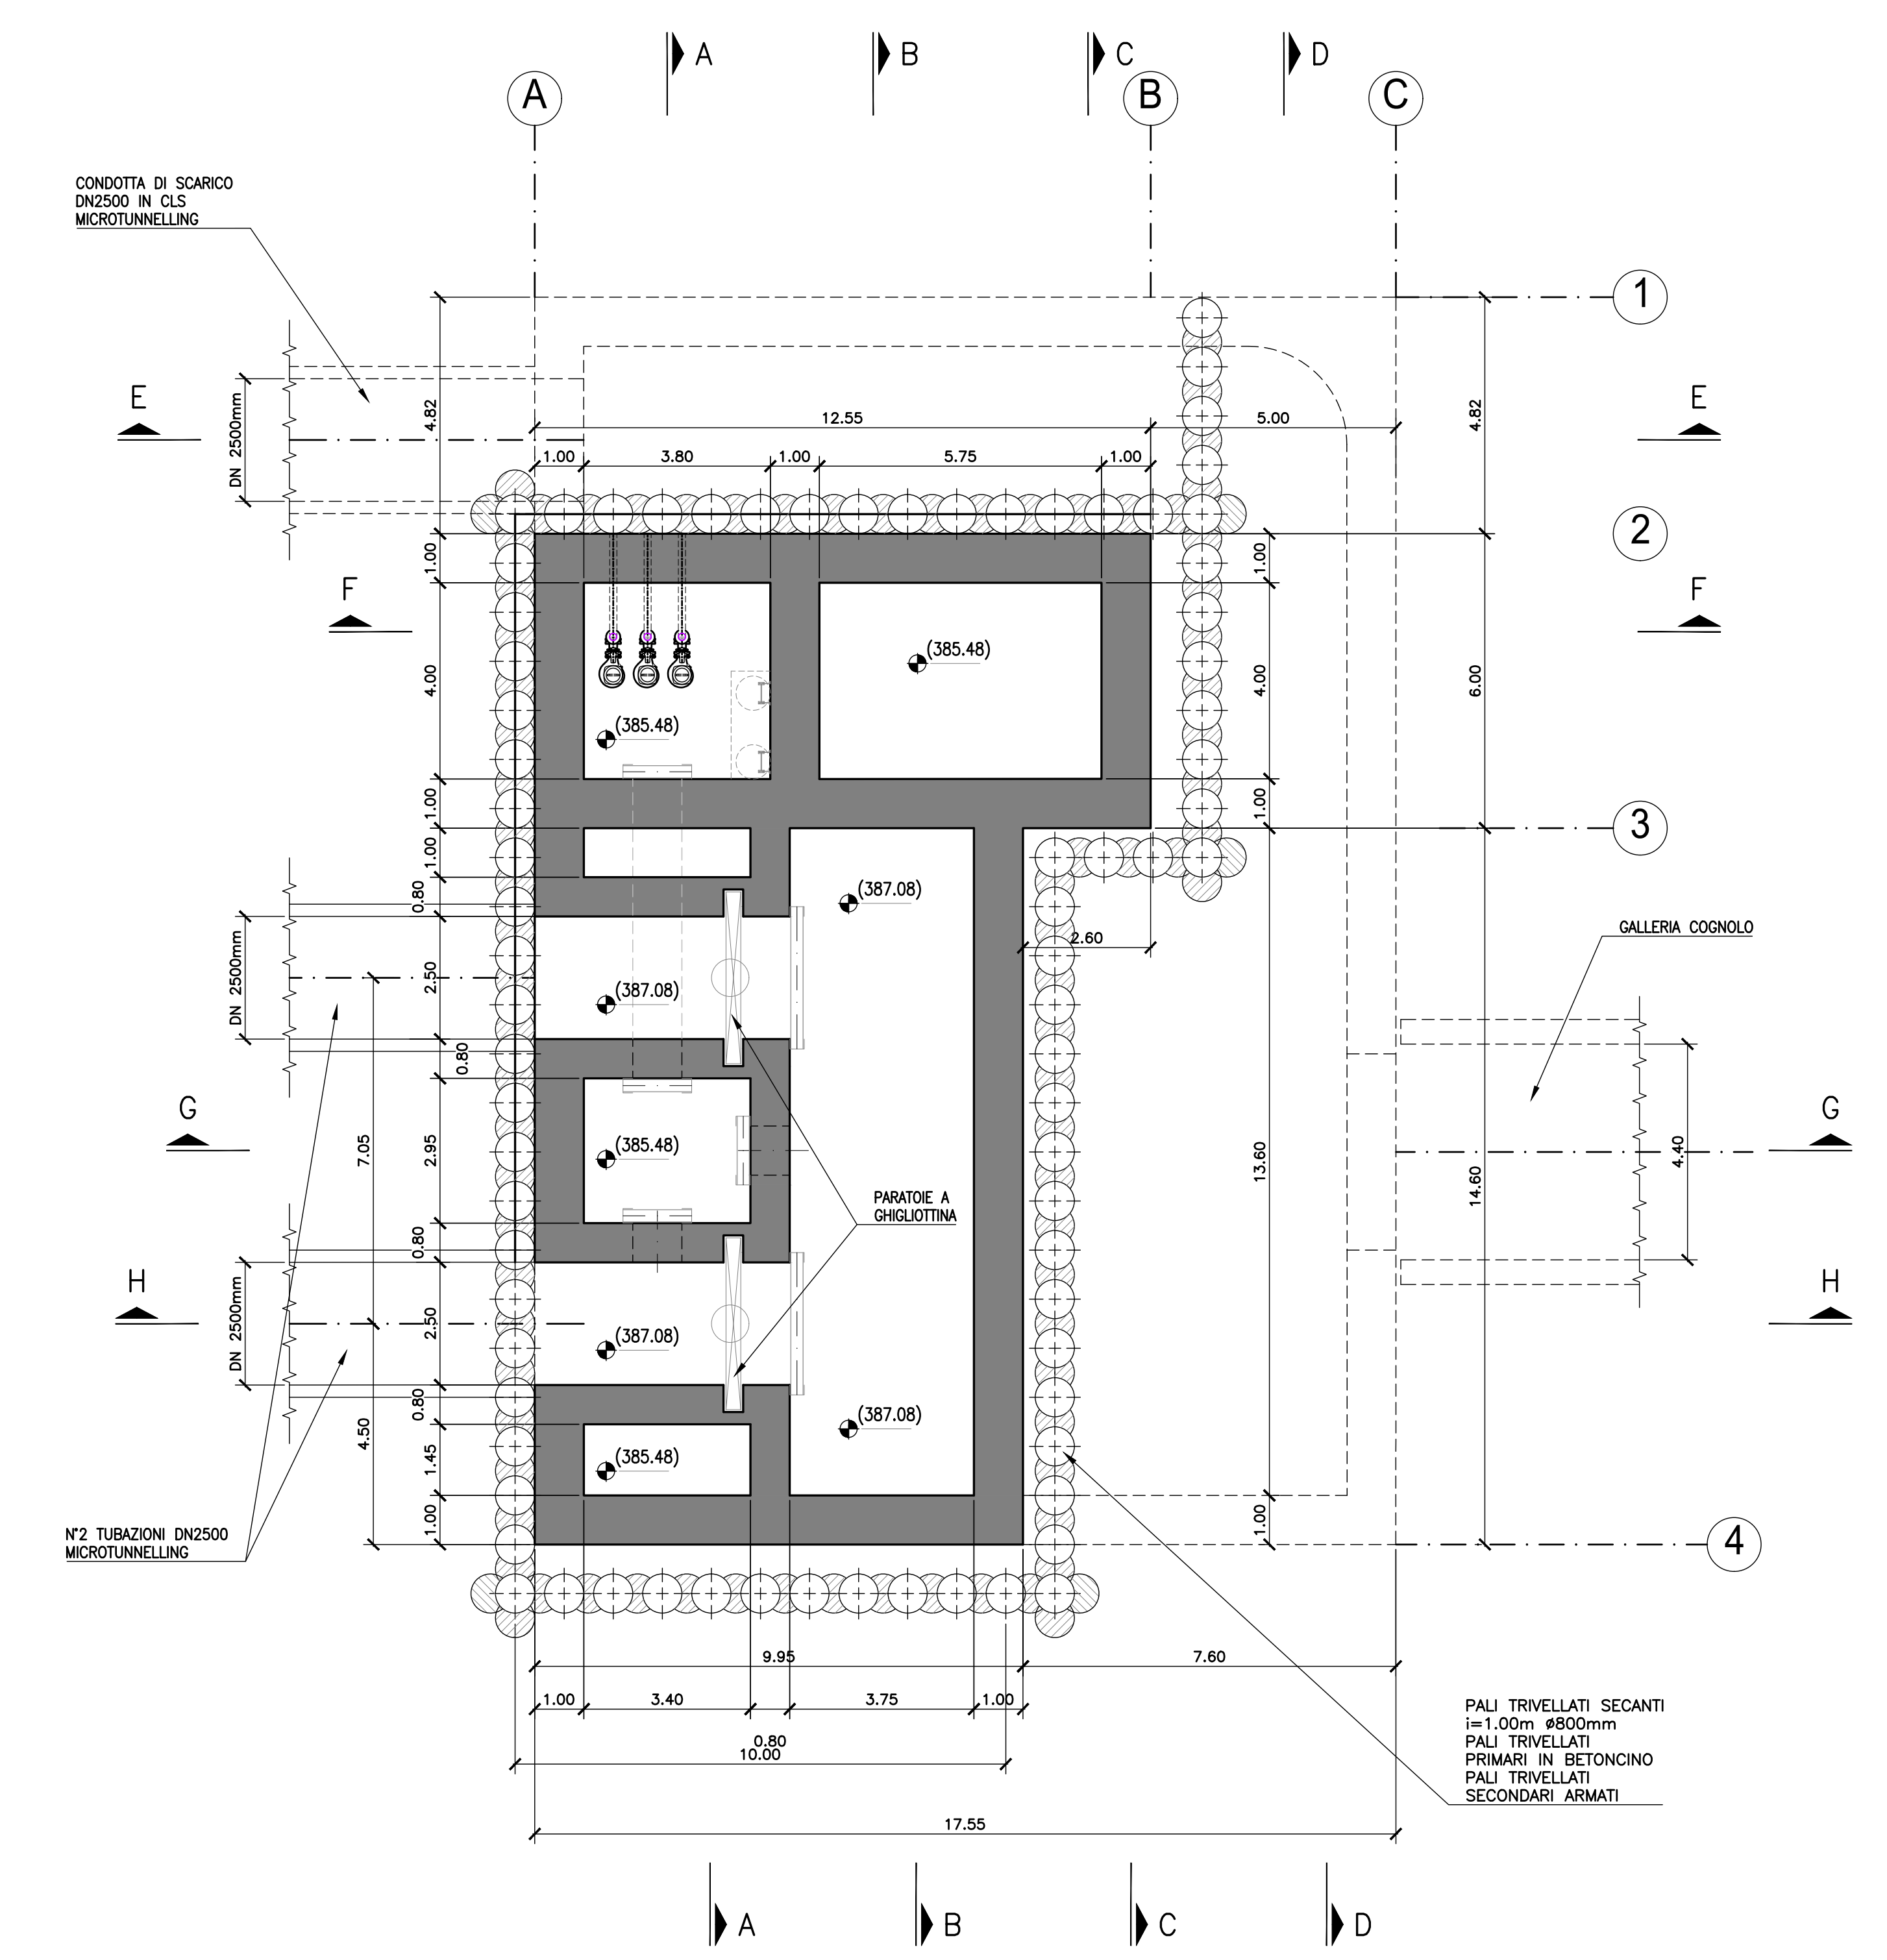 A
B
C
D
A
B
C
CONDOTTA DI SCARICO
DN2500 IN CLS
MICROTUNNELLING
1
E
E
DN 2500mm
4.82
12.55
5.00
4.82
1.00
3.80
1.00
5.75
1.00
2
1.00
1.00
F
F
(385.48)
4.00
4.00
6.00
(385.48)
3
1.00
1.00
1.00
0.80
(387.08)
GALLERIA COGNOLO
2.60
DN 2500mm
2.50
(387.08)
0.80
G
G
7.05
2.95
(385.48)
13.60
14.60
4.40
PARATOIE A
GHIGLIOTTINA
0.80
H
H
DN 2500mm
2.50
(387.08)
0.80
(387.08)
4.50
1.45
(385.48)
1.00
1.00
N°2 TUBAZIONI DN2500
MICROTUNNELLING
4
9.95
7.60
1.00
3.40
3.75
1.00
0.80
10.00
PALI TRIVELLATI SECANTI
i=1.00m ø800mm
PALI TRIVELLATI
PRIMARI IN BETONCINO
PALI TRIVELLATI
SECONDARI ARMATI
17.55
A
B
C
D